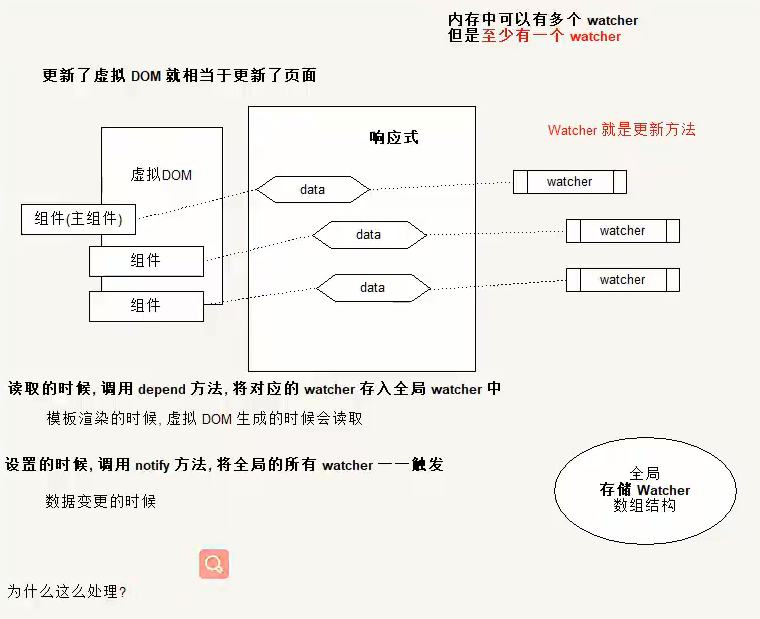 内存中可以有多个 watcher
但是至少有一个 watcher
更新了虚拟 DOM 就相当于更新了页面
Watcher 就是更新方法
响应式
虚拟DOM
data
watcher
组件(主组件)
data
watcher
组件
data
watcher
组件
读取的时候, 调用 depend 方法, 将对应的 watcher 存入全局 watcher 中
模板渲染的时候, 虚拟 DOM 生成的时候会读取
设置的时候, 调用 notify 方法, 将全局的所有 watcher 一一触发
全局
存储 Watcher
数组结构
数据变更的时候
为什么这么处理?